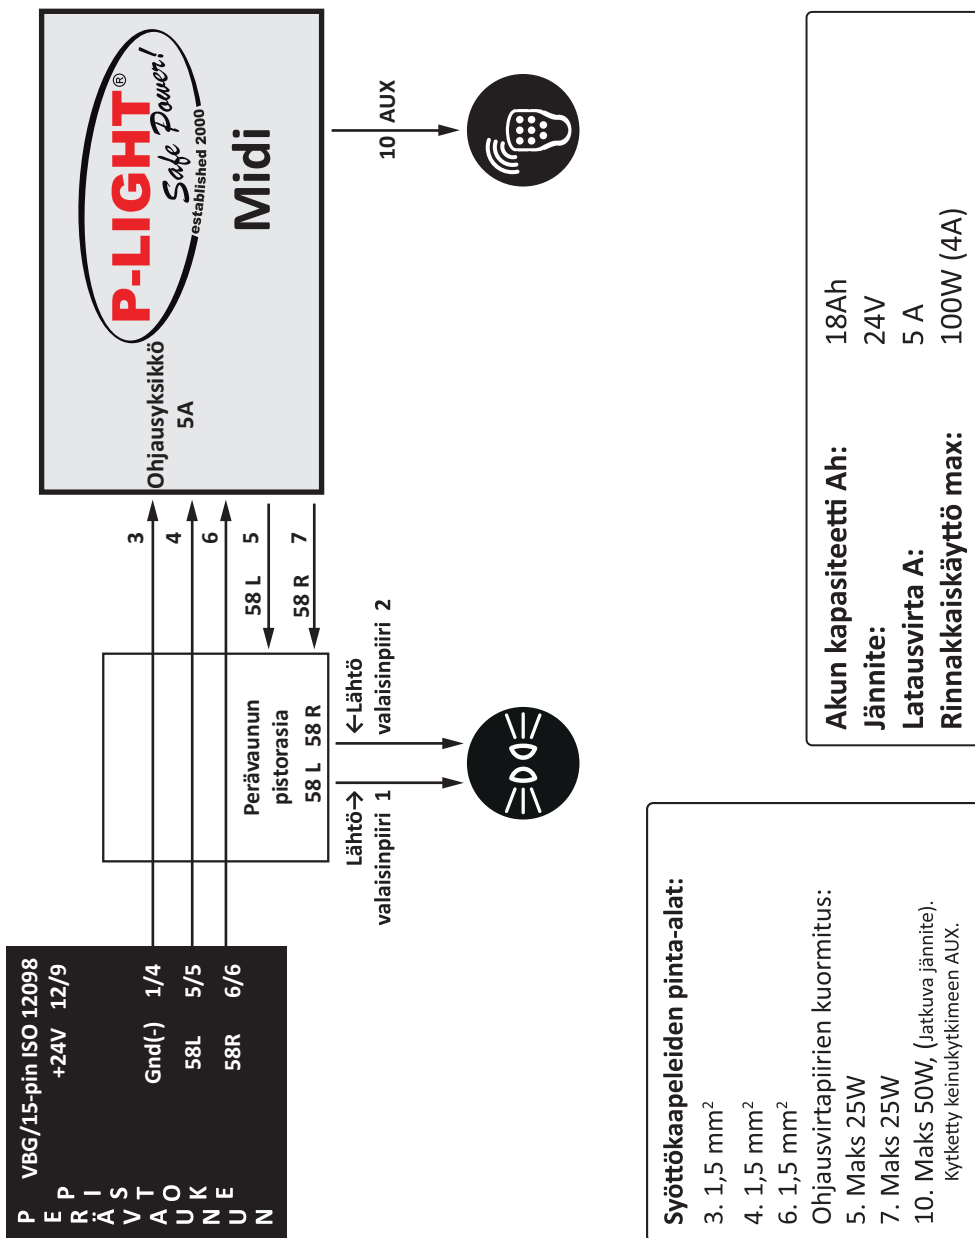 PERÄVAUNUN
PISTOKE
VBG/15-pin ISO 12098
+24V 12/9
Gnd(-) 1/4
58L 5/5
58R 6/6
Perävaunun
pistorasia
58 L 58 R
Lähtö→
valaisinpiiri 1
←Lähtö
valaisinpiiri 2
3
4
6
58 L 5
58 R 7
Ohjausyksikkö
5A
P-LIGHT®
Safe Power!
established 2000
Midi
10 AUX
Syöttökaapeleiden pinta-alat:
3. 1,5 mm²
4. 1,5 mm²
6. 1,5 mm²
Ohjausvirtapiirien kuormitus:
5. Maks 25W
7. Maks 25W
10. Maks 50W, (Jatkuva jännite).
Kytketty keinukytkimeen AUX.
Akun kapasiteetti Ah: 18Ah
Jännite: 24V
Latausvirta A: 5 A
Rinnakkaiskäyttö max: 100W (4A)